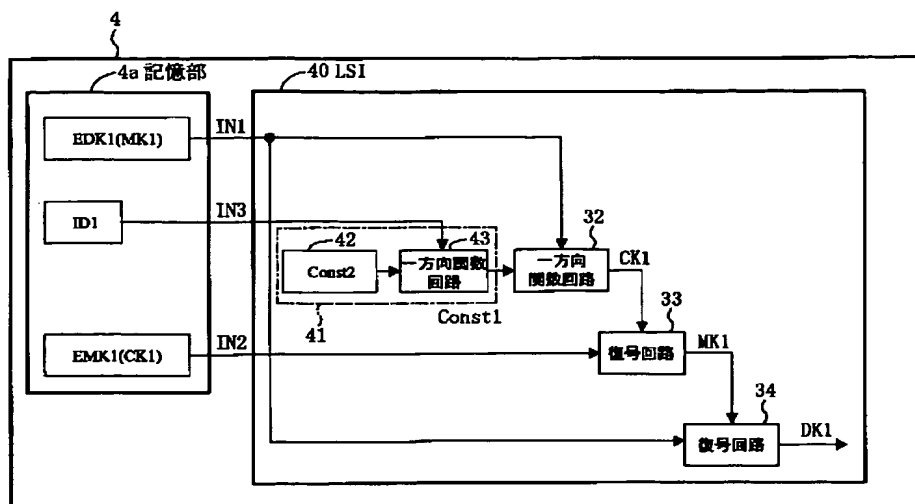 4
4a 記憶部
40 LSI
EDK1(MK1)
IN1
ID1
IN3
42
43
32
Const2
一方向関数
回路
一方向
関数回路
CK1
41
Const1
33
EMK1(CK1)
IN2
復号回路
MK1
34
復号回路
DK1